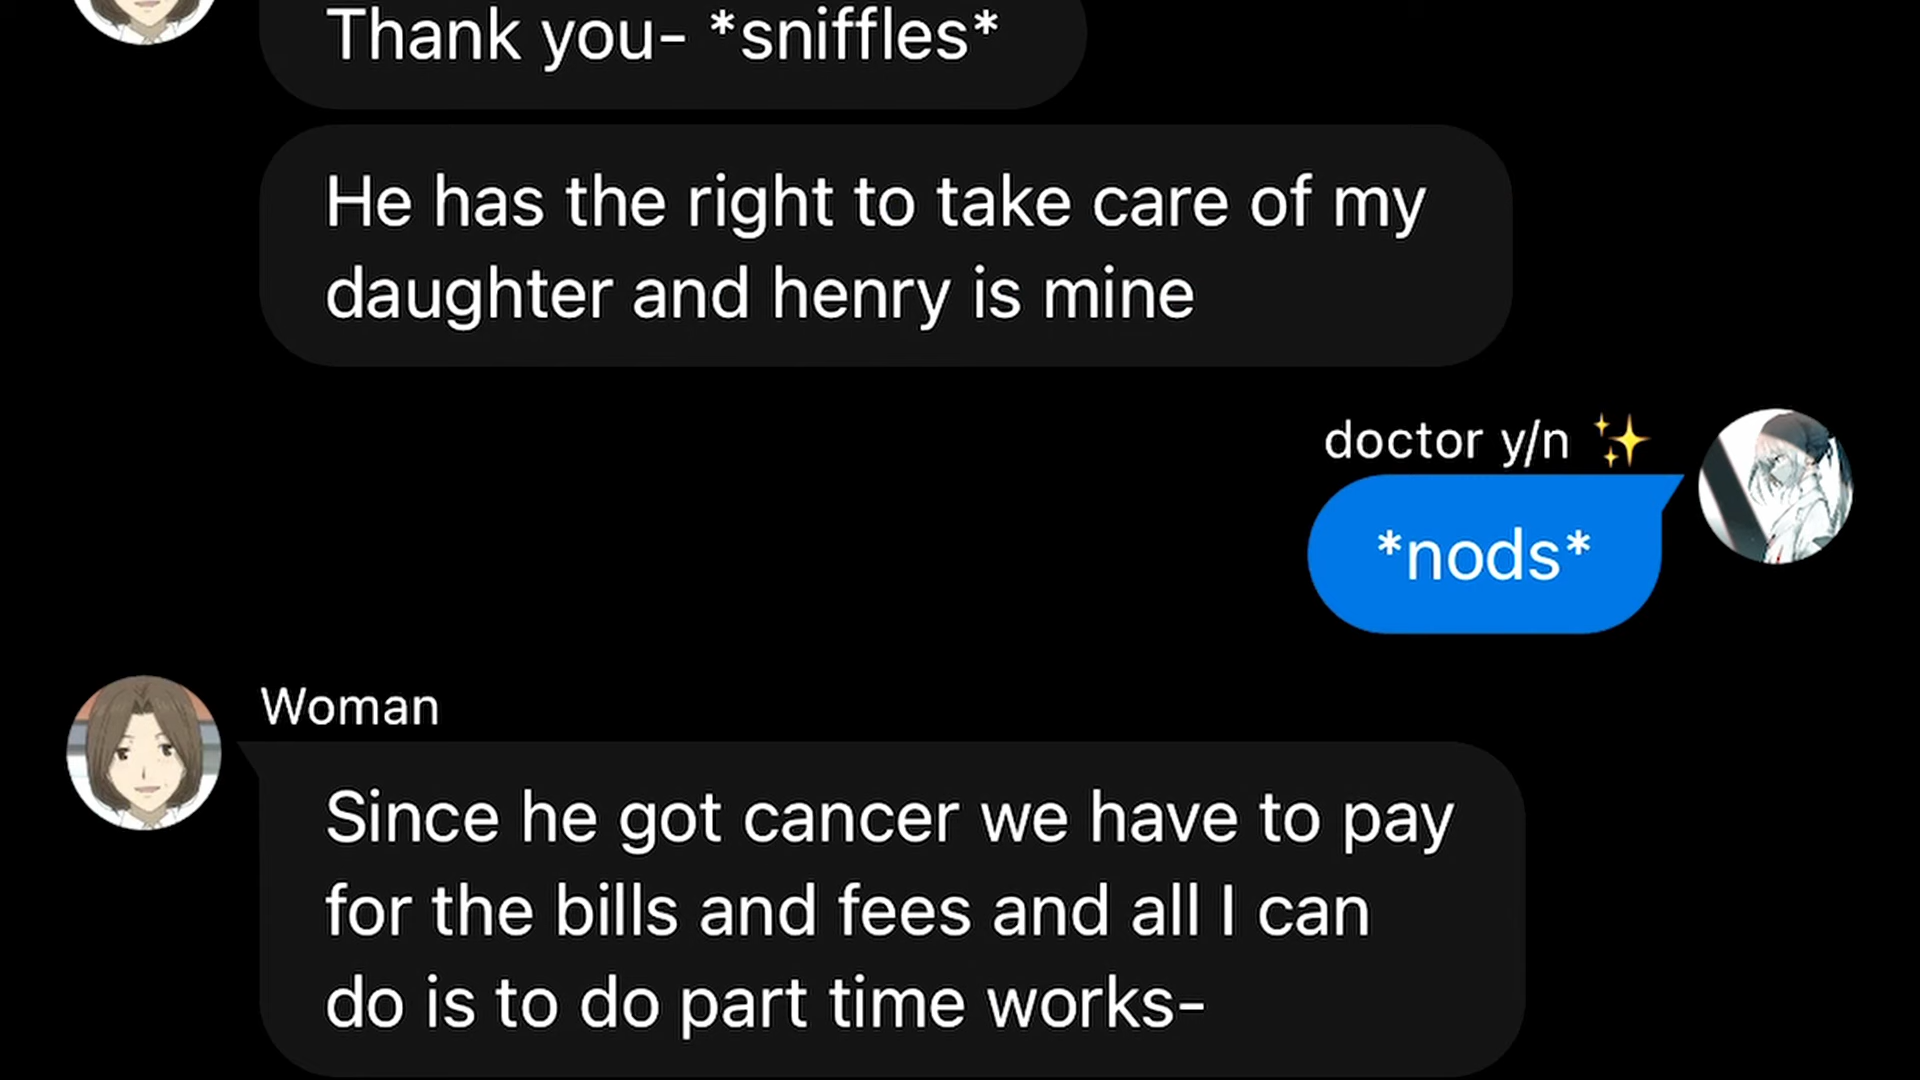 Thank you- *sniffles*
He has the right to take care of my
daughter and henry is mine
doctor y/n ✨
*nods*
Woman
Since he got cancer we have to pay
for the bills and fees and all I can
do is to do part time works-